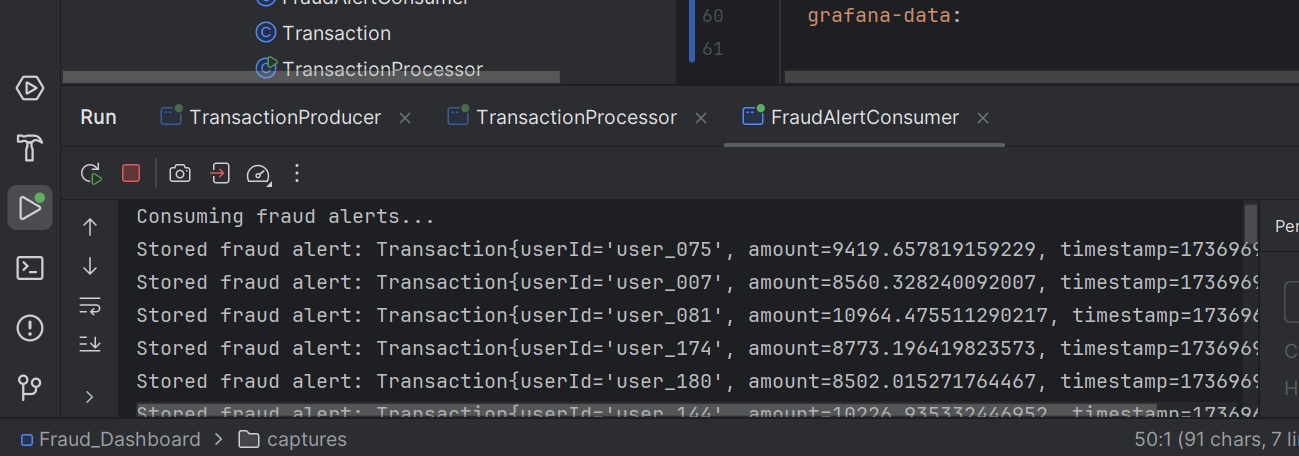 FraudAlertConsumer
Transaction
TransactionProcessor
60 grafana-data:
61
Run TransactionProducer TransactionProcessor FraudAlertConsumer
Consuming fraud alerts...
Stored fraud alert: Transaction{userId='user_075', amount=9419.657819159229, timestamp=1736969
Stored fraud alert: Transaction{userId='user_007', amount=8560.328240092007, timestamp=1736969
Stored fraud alert: Transaction{userId='user_081', amount=10964.475511290217, timestamp=173696
Stored fraud alert: Transaction{userId='user_174', amount=8773.196419823573, timestamp=1736969
Stored fraud alert: Transaction{userId='user_180', amount=8502.015271764467, timestamp=1736969
Stored fraud alert: Transaction{userId='user_144', amount=10226.935332446952, timestamp=173696
Per
C
H
Fraud_Dashboard > captures
50:1 (91 chars, 7 li